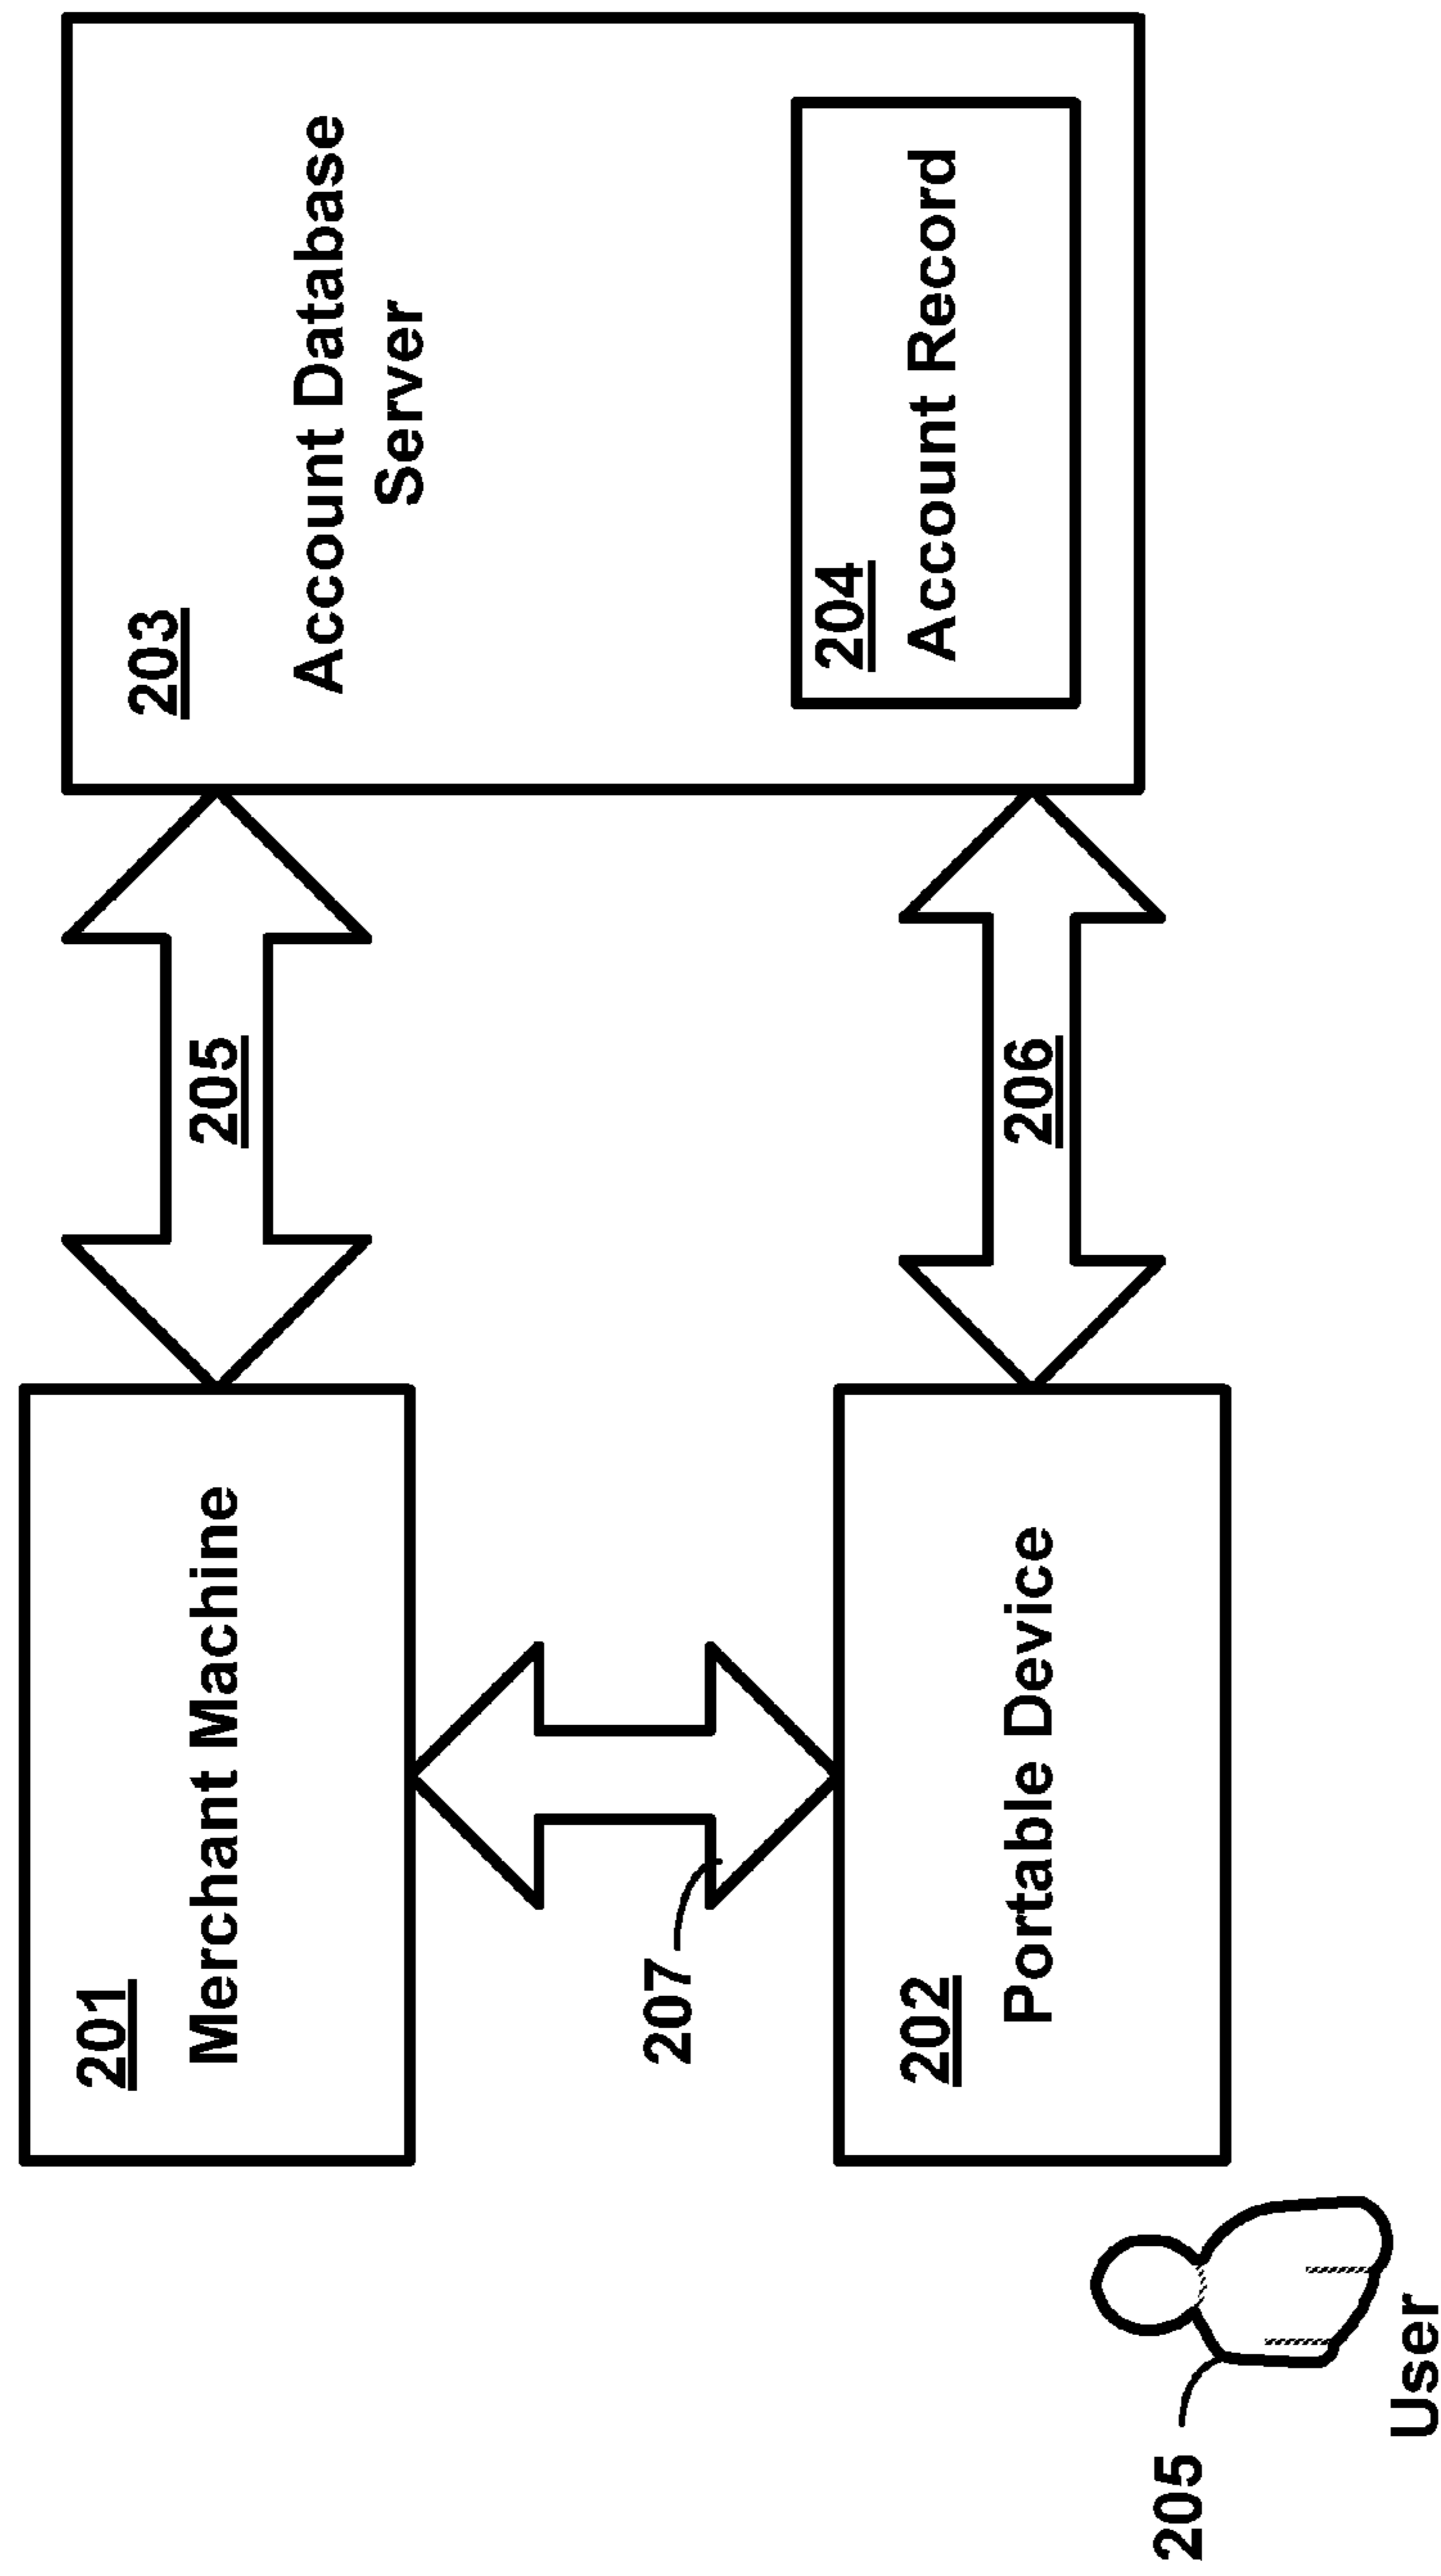 201
Merchant Machine
205
203
Account Database
Server
207
202
Portable Device
206
204
Account Record
205
User